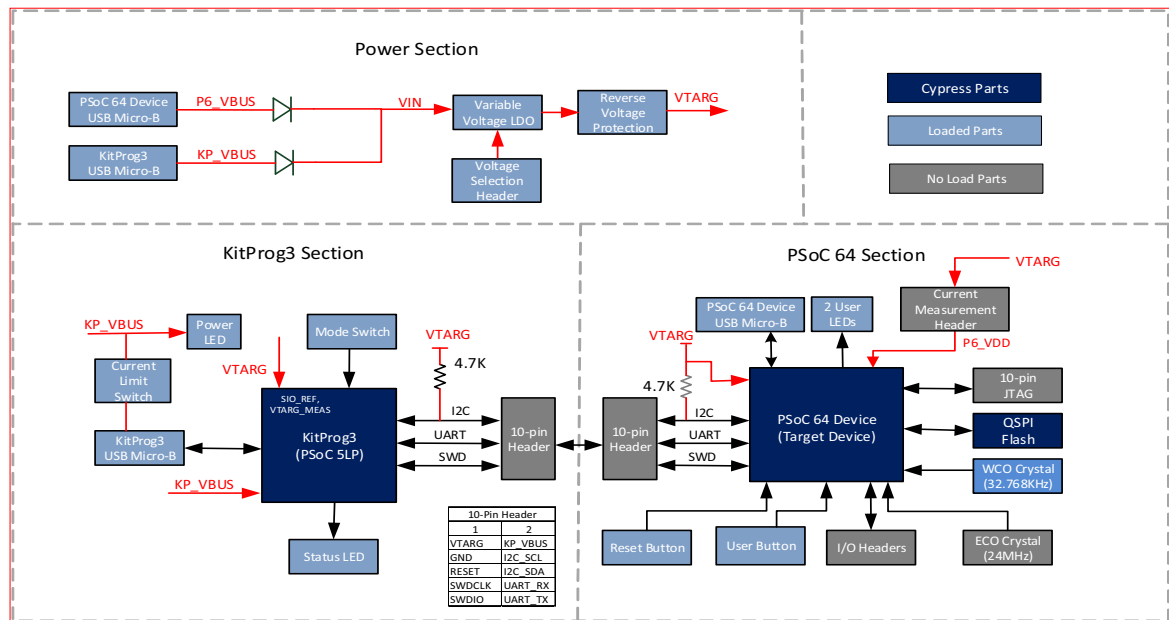 Power Section
PSoC 64 Device
USB Micro-B
P6_VBUS
VIN
Variable
Voltage LDO
Reverse
Voltage
Protection
VTARG
KitProg3
USB Micro-B
KP_VBUS
Voltage
Selection
Header
Cypress Parts
Loaded Parts
No Load Parts
KitProg3 Section
KP_VBUS
Power
LED
Mode Switch
VTARG
4.7K
Current
Limit
Switch
VTARG
SIO_REF,
VTARG_MEAS
KitProg3
(PSoC 5LP)
KitProg3
USB Micro-B
KP_VBUS
I2C
UART
SWD
10-pin
Header
Status LED
10-Pin Header
1 2
VTARG KP_VBUS
GND I2C_SCL
RESET I2C_SDA
SWDCLK UART_RX
SWDIO UART_TX
PSoC 64 Section
VTARG
PSoC 64 Device
USB Micro-B
2 User
LEDs
Current
Measurement
Header
P6_VDD
VTARG
4.7K
10-pin
Header
I2C
UART
SWD
PSoC 64 Device
(Target Device)
10-pin
JTAG
QSPI
Flash
WCO Crystal
(32.768KHz)
Reset Button
User Button
I/O Headers
ECO Crystal
(24MHz)